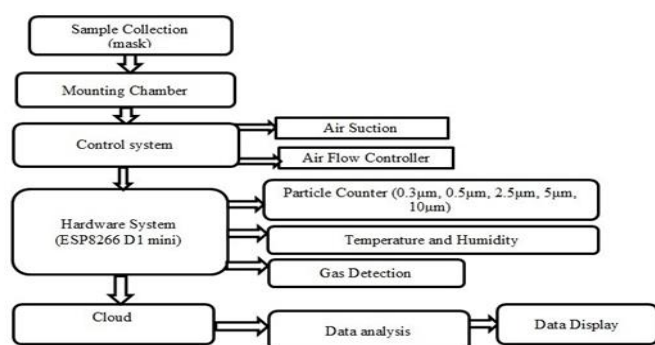 Sample Collection
(mask)
Mounting Chamber
Control system
Air Suction
Air Flow Controller
Hardware System
(ESP8266 D1 mini)
Particle Counter (0.3µm, 0.5µm, 2.5µm, 5µm,
10µm)
Temperature and Humidity
Gas Detection
Cloud
Data analysis
Data Display